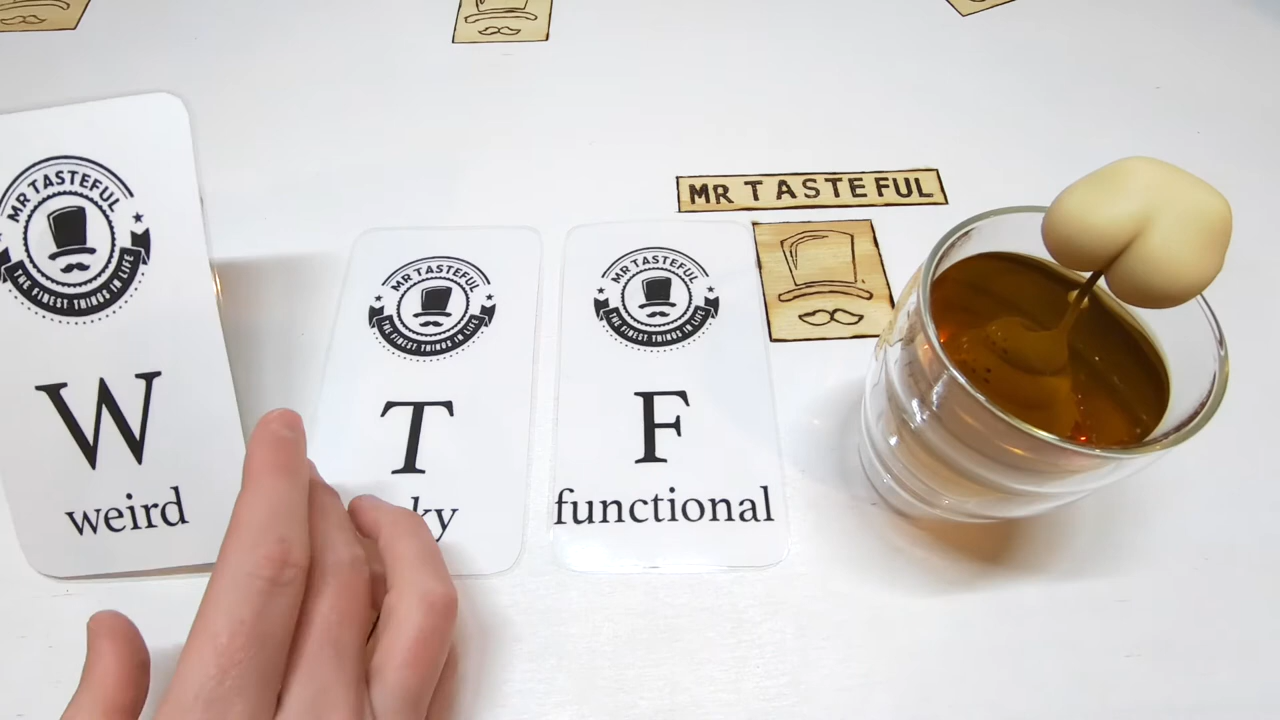 MR TASTEFUL
THE FINEST THINGS IN LIFE
W
weird
MR TASTEFUL
THE FINEST THINGS IN LIFE
T
ky
MR TASTEFUL
THE FINEST THINGS IN LIFE
F
functional
MR TASTEFUL